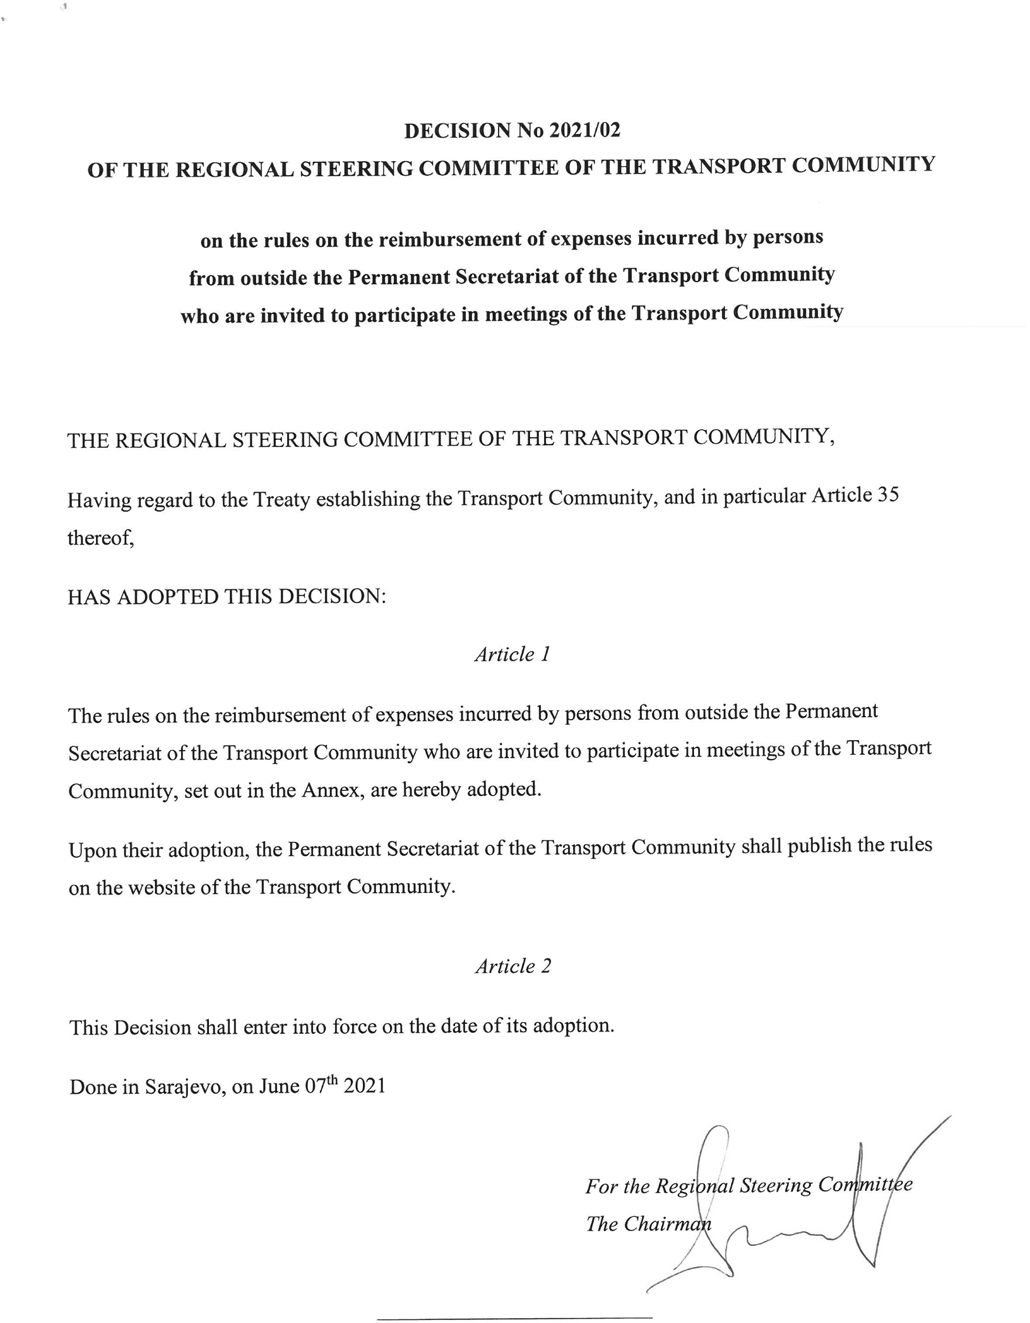 DECISION No 2021/02
OF THE REGIONAL STEERING COMMITTEE OF THE TRANSPORT COMMUNITY
on the rules on the reimbursement of expenses incurred by persons
from outside the Permanent Secretariat of the Transport Community
who are invited to participate in meetings of the Transport Community
THE REGIONAL STEERING COMMITTEE OF THE TRANSPORT COMMUNITY,
Having regard to the Treaty establishing the Transport Community, and in particular Article 35
thereof,
HAS ADOPTED THIS DECISION:
Article 1
The rules on the reimbursement of expenses incurred by persons from outside the Permanent
Secretariat of the Transport Community who are invited to participate in meetings of the Transport
Community, set out in the Annex, are hereby adopted.
Upon their adoption, the Permanent Secretariat of the Transport Community shall publish the rules
on the website of the Transport Community.
Article 2
This Decision shall enter into force on the date of its adoption.
Done in Sarajevo, on June 07th 2021
For the Regional Steering Committee
The Chairman